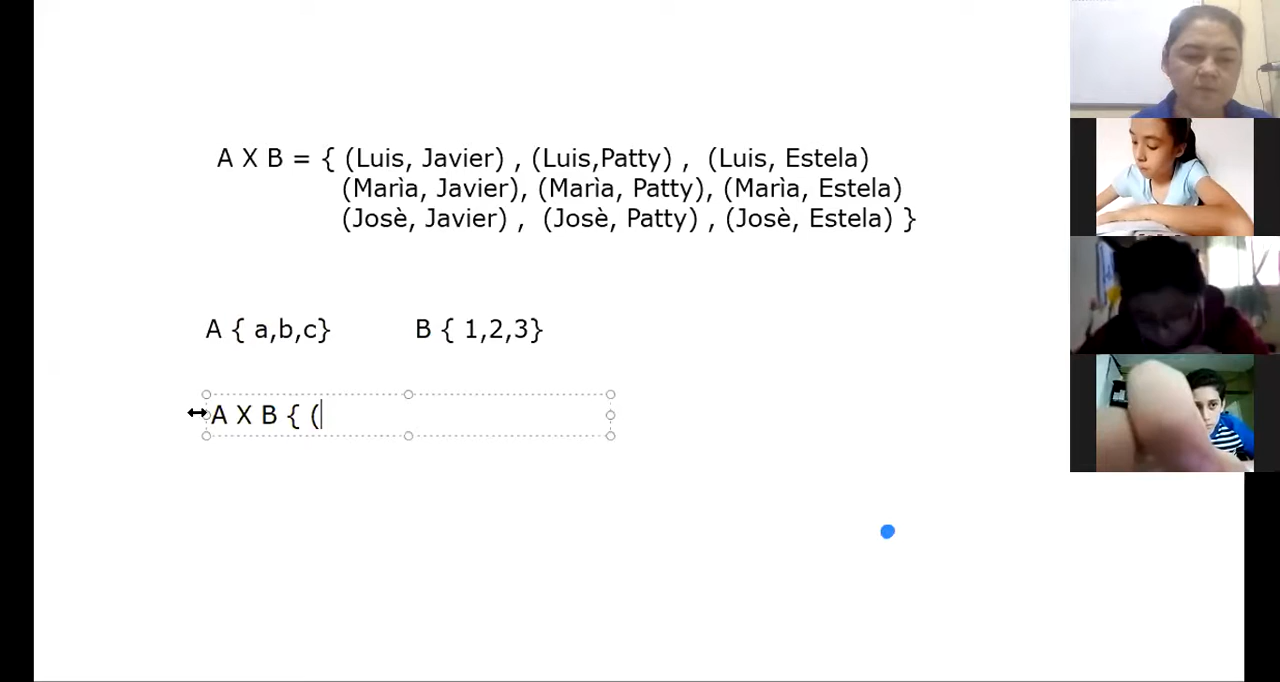 A X B = { (Luis, Javier) , (Luis,Patty) , (Luis, Estela)
(Marìa, Javier), (Marìa, Patty), (Marìa, Estela)
(Josè, Javier) , (Josè, Patty) , (Josè, Estela) }
A { a,b,c} B { 1,2,3}
A X B { (